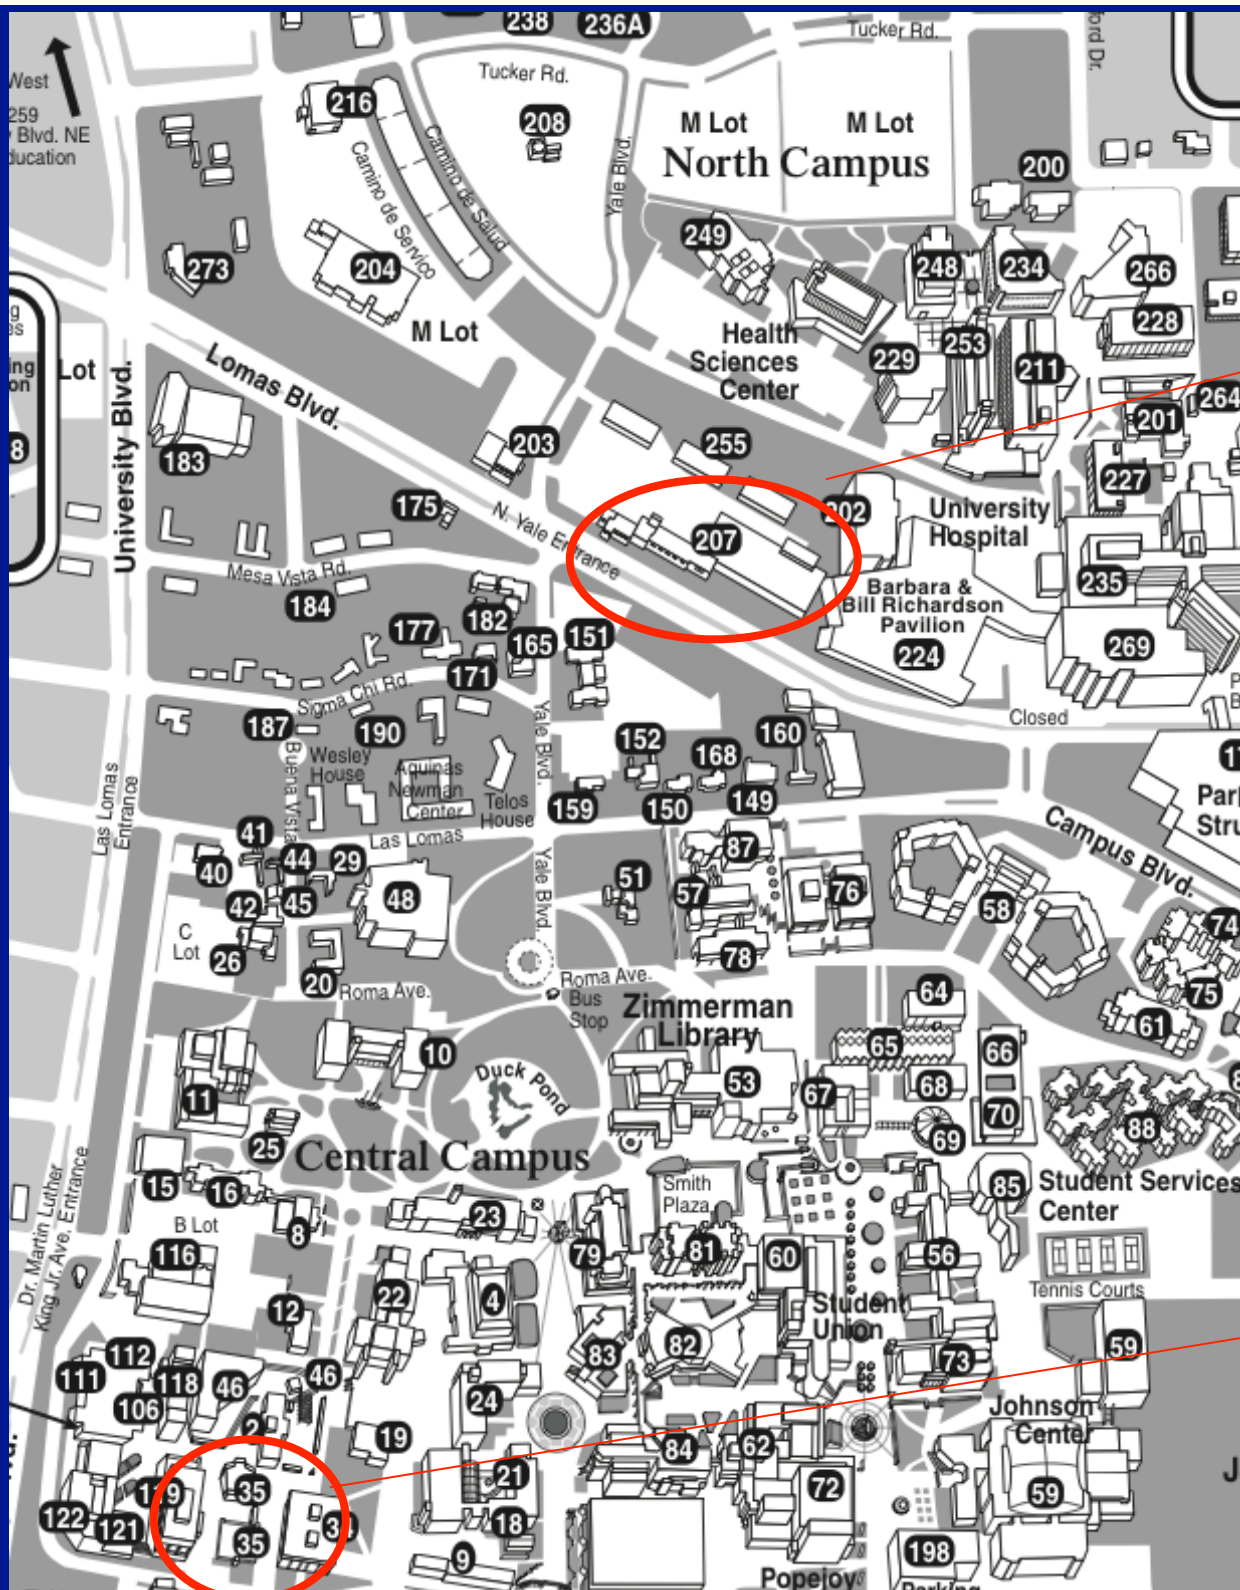 238
236A
Tucker Rd.
ford Dr.
West
259
Blvd. NE
ducation
Tucker Rd.
216
208
M Lot
M Lot
North Campus
200
Camino de Salud
Camino de Servico
Yale Blvd.
273
204
249
248
234
266
M Lot
228
Health
Sciences
Center
253
211
229
264
201
Lot
University Blvd.
Lomas Blvd.
183
203
255
227
175
N. Yale Entrance
207
202
University
Hospital
235
Mesa Vista Rd.
184
Barbara &
Bill Richardson
Pavilion
224
269
177
182
165
151
171
Sigma Chi Rd.
187
190
Closed
Yale Blvd.
Buena Vista
Wesley
House
Aquinas
Newman
Center
Telos
House
Las Lomas
Las Lomas
Entrance
152
168
160
159
150
149
Campus Blvd.
41
44
29
40
48
42
45
26
20
C
Lot
Yale Blvd.
51
57
87
76
78
58
74
75
61
Roma Ave.
Roma Ave.
Bus
Stop
Zimmerman
Library
64
65
66
68
67
70
69
88
53
10
11
25
Duck Pond
Central Campus
15
16
8
B Lot
116
23
79
Smith
Plaza
81
60
85
56
Student Services
Center
Tennis Courts
Dr. Martin Luther
King Jr. Ave. Entrance
12
22
4
83
82
Student
Union
73
59
112
111
118
46
46
106
2
24
19
Johnson
Center
84
62
21
72
59
35
35
122
121
18
9
198
Popejoy
Parking